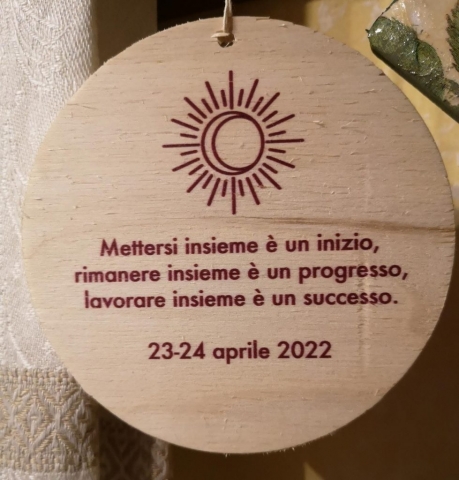 Mettersi insieme è un inizio,
rimanere insieme è un progresso,
lavorare insieme è un successo.
23-24 aprile 2022